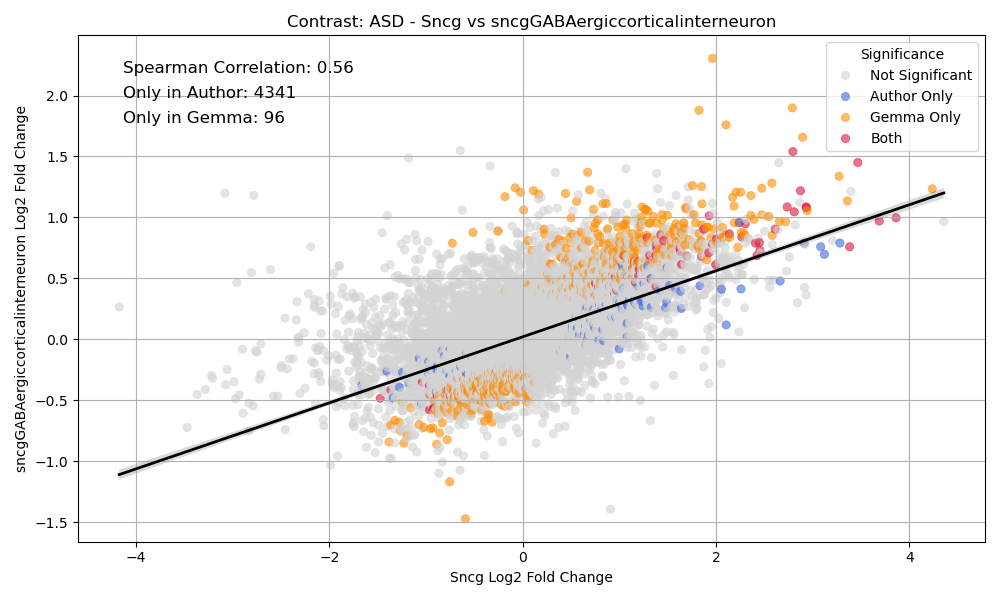 Contrast: ASD - Sncg vs sncgGABAergiccorticalinterneuron
Spearman Correlation: 0.56
Only in Author: 4341
Only in Gemma: 96
Significance
Not Significant
Author Only
Gemma Only
Both
sncgGABAergiccorticalinterneuron Log2 Fold Change
2.0
1.5
1.0
0.5
0.0
−0.5
−1.0
−1.5
−4
−2
0
2
4
Sncg Log2 Fold Change